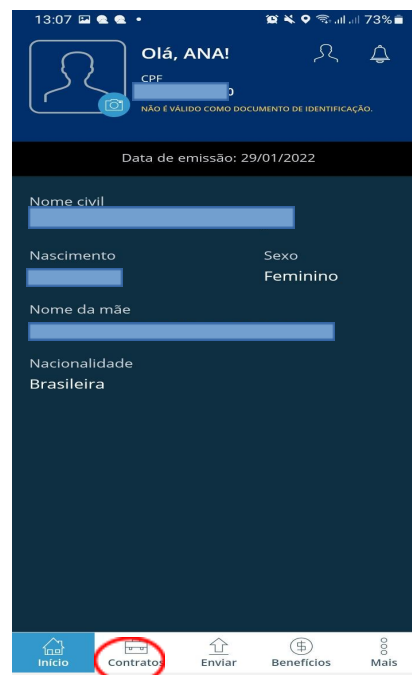 13:07 73%
Olá, ANA!
CPF
NÃO É VÁLIDO COMO DOCUMENTO DE IDENTIFICAÇÃO.
Data de emissão: 29/01/2022
Nome civil
Nascimento Sexo
Feminino
Nome da mãe
Nacionalidade
Brasileira
Início Contratos Enviar Benefícios Mais